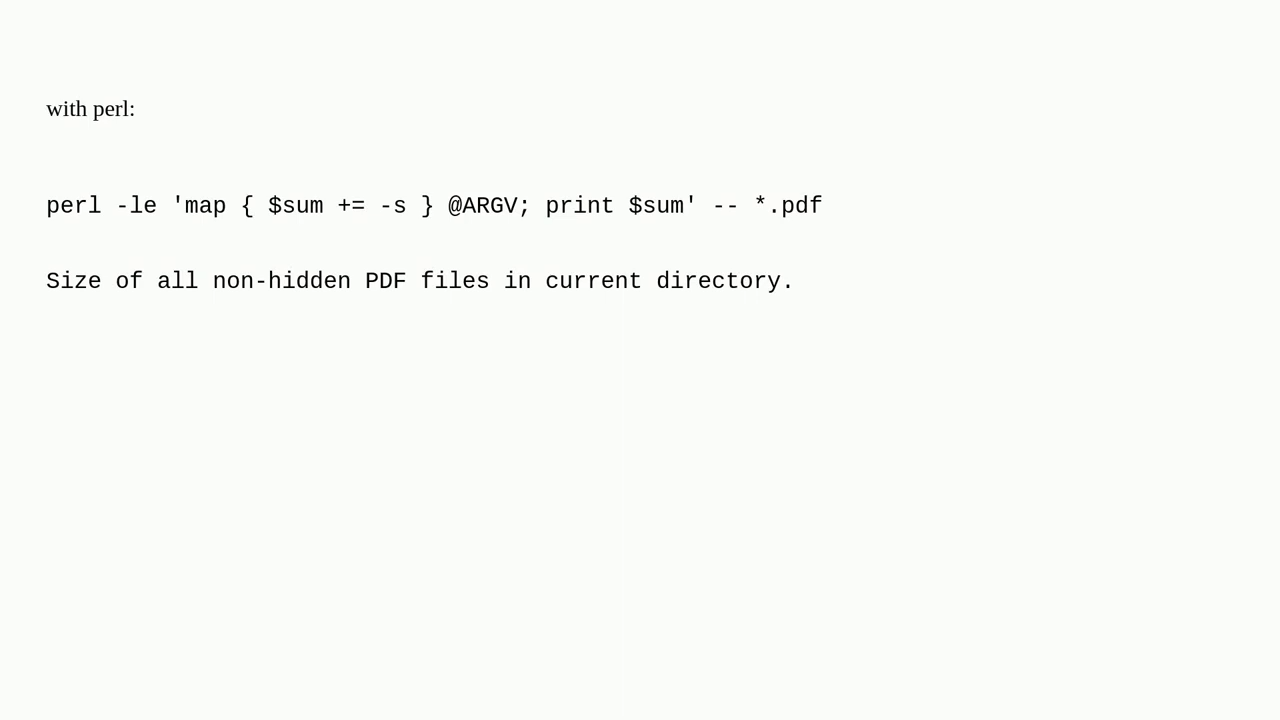 with perl:
perl -le 'map { $sum += -s } @ARGV; print $sum' -- *.pdf
Size of all non-hidden PDF files in current directory.